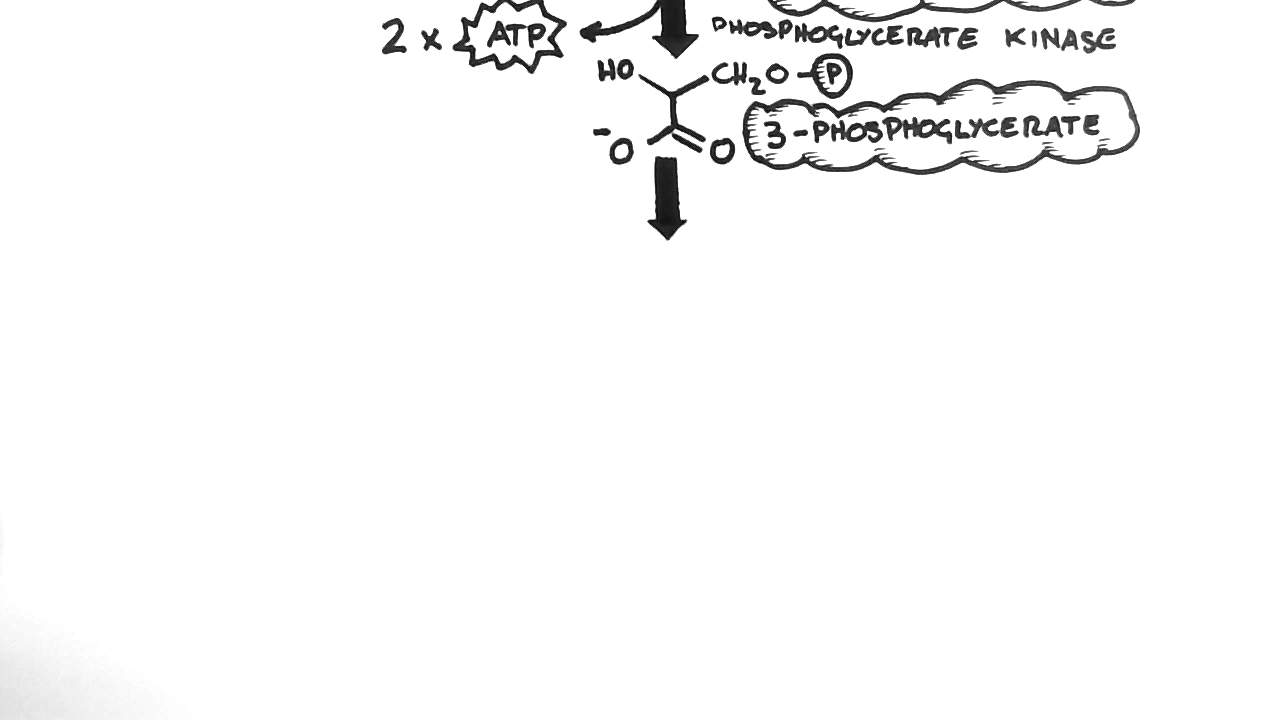 2 x ATP
PHOSPHOGLYCERATE KINASE
HO CH2O - P
3-PHOSPHOGLYCERATE
-O O